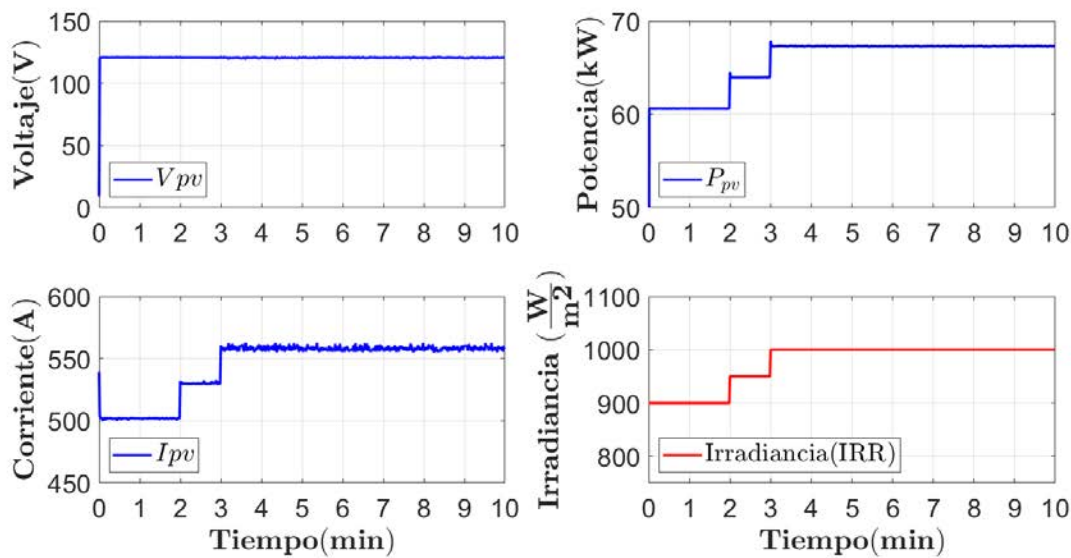 Voltaje(V)
150
100
50
0
Vpv
0 1 2 3 4 5 6 7 8 9 10
Potencia(kW)
70
60
50
P_pv
0 1 2 3 4 5 6 7 8 9 10
Corriente(A)
600
550
500
450
Ipv
0 1 2 3 4 5 6 7 8 9 10
Tiempo(min)
Irradiancia (W/m2)
1100
1000
900
800
Irradiancia(IRR)
0 1 2 3 4 5 6 7 8 9 10
Tiempo(min)